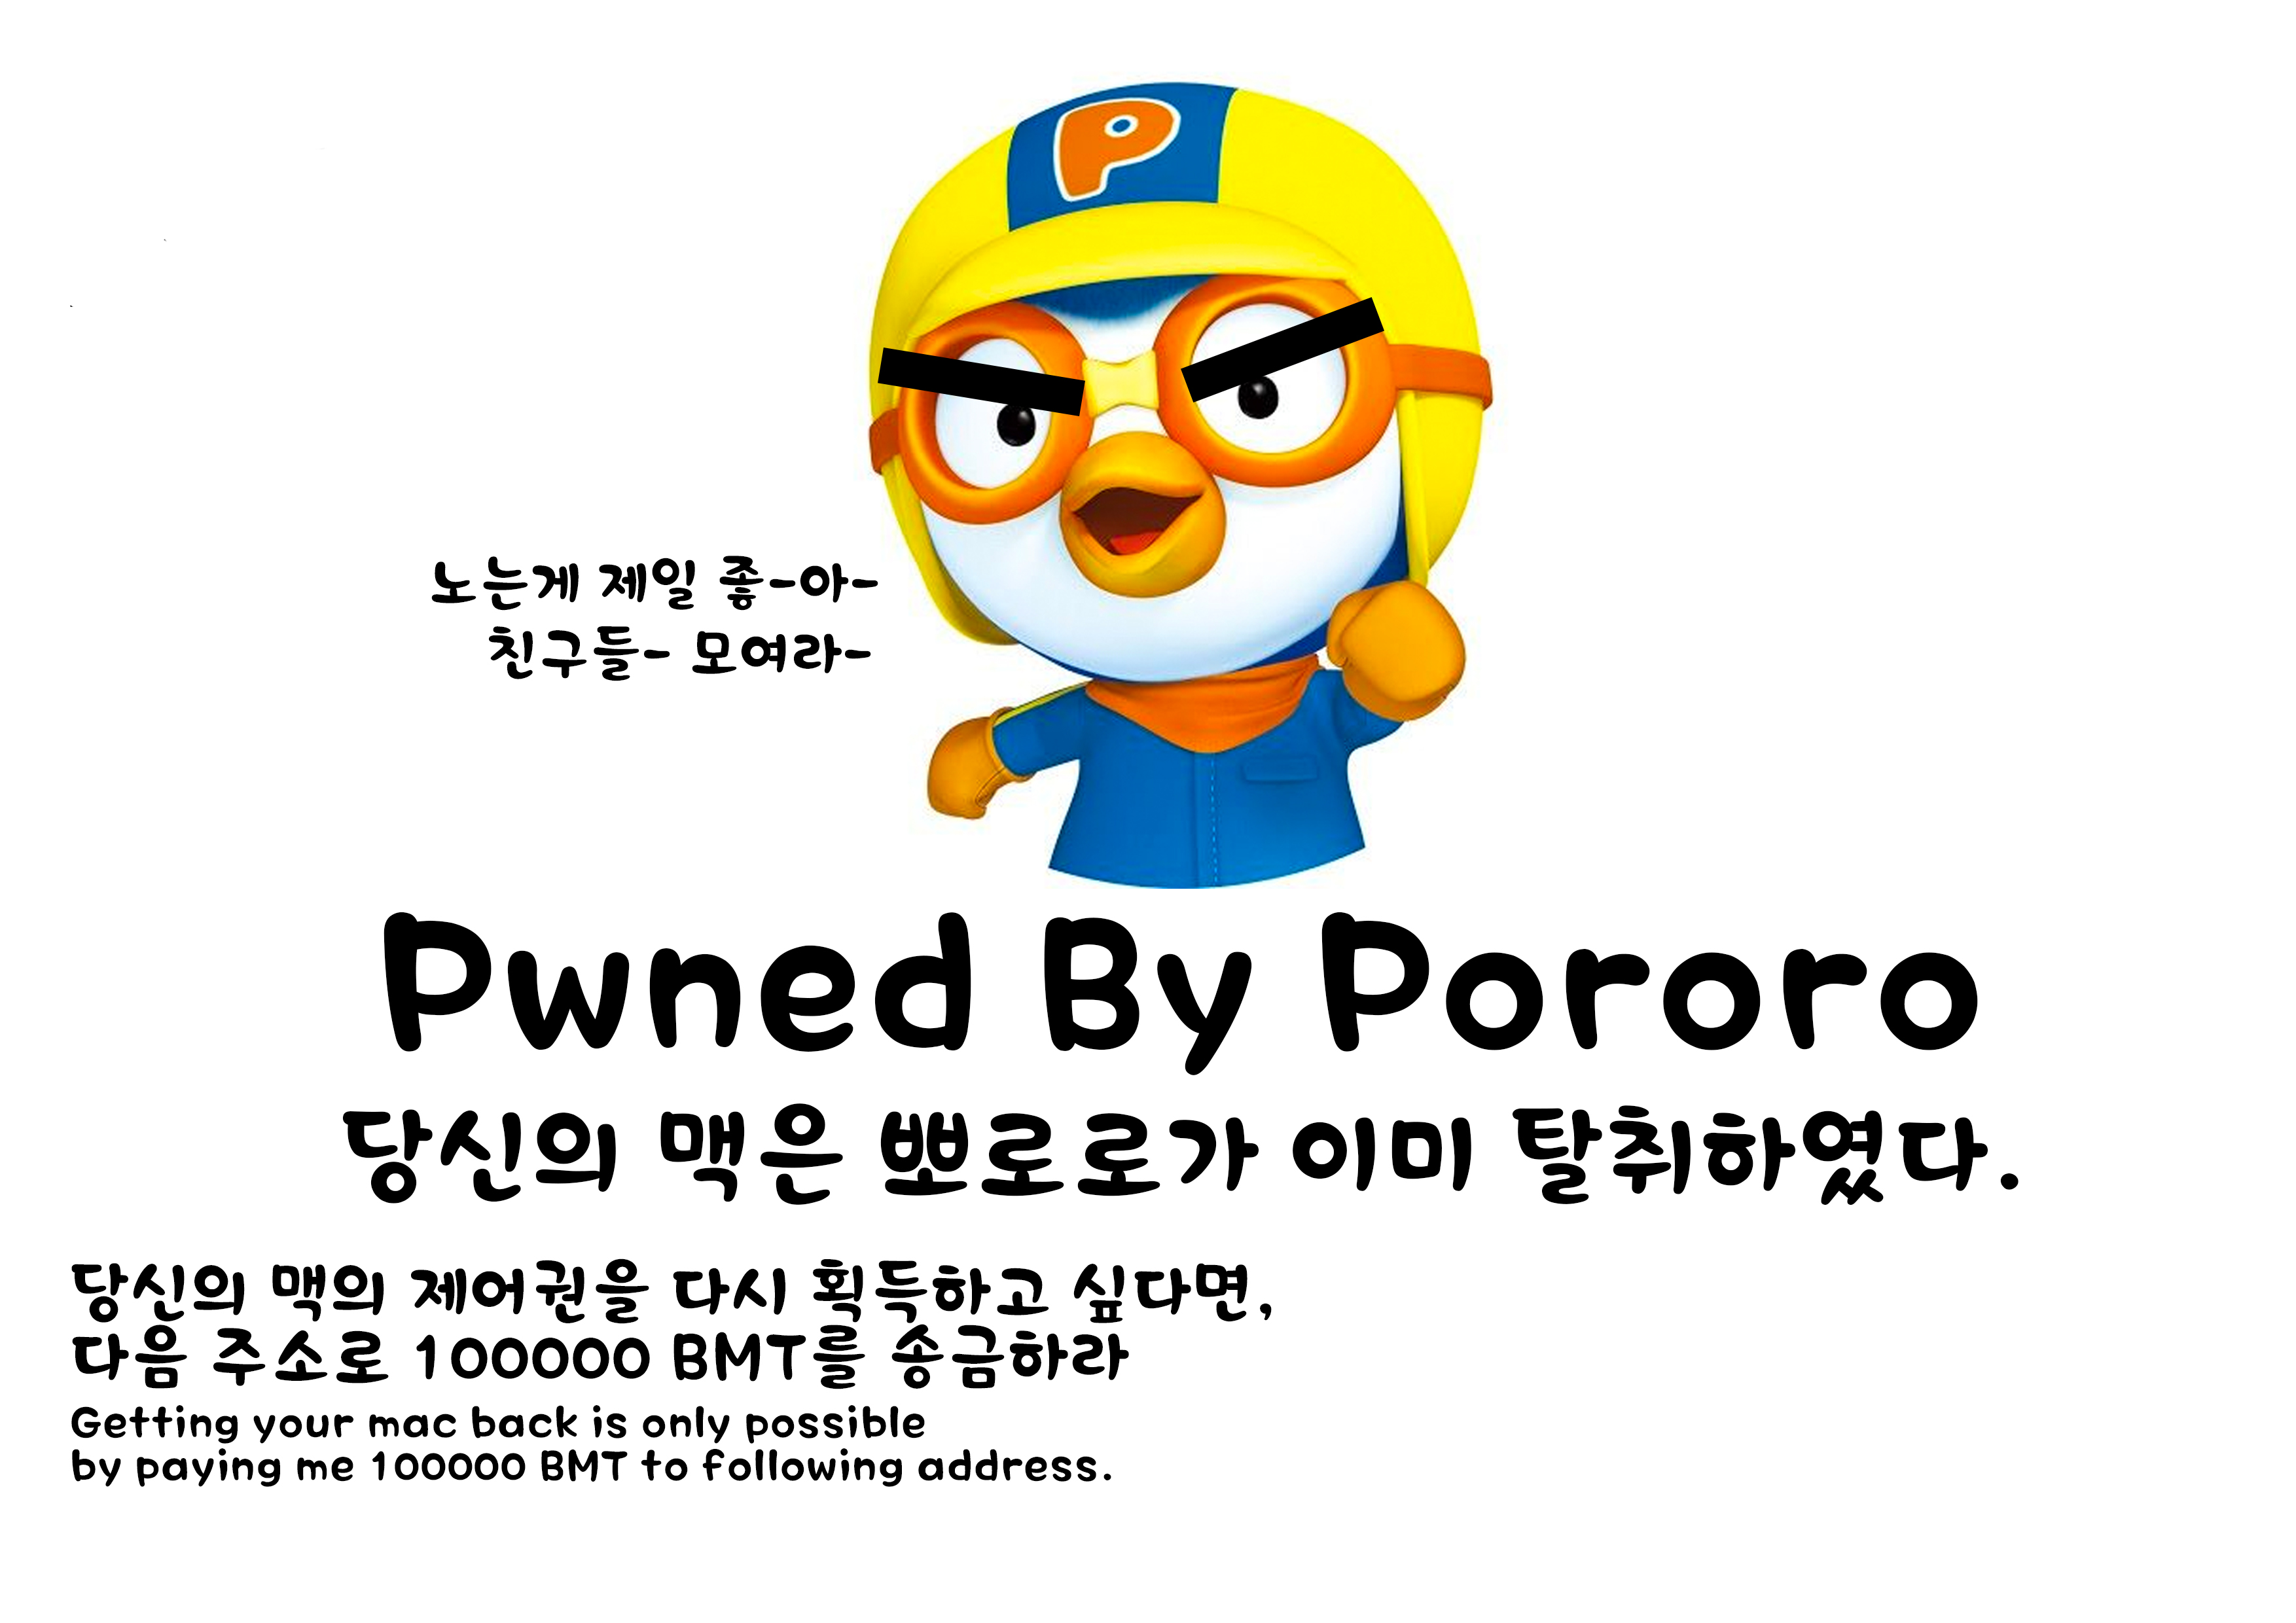 P
노는게 제일 좋-아-
친구들- 모여라-
Pwned By Pororo
당신의 맥은 뽀로로가 이미 탈취하였다.
당신의 맥의 제어권을 다시 획득하고 싶다면,
다음 주소로 100000 BMT를 송금하라
Getting your mac back is only possible
by paying me 100000 BMT to following address.